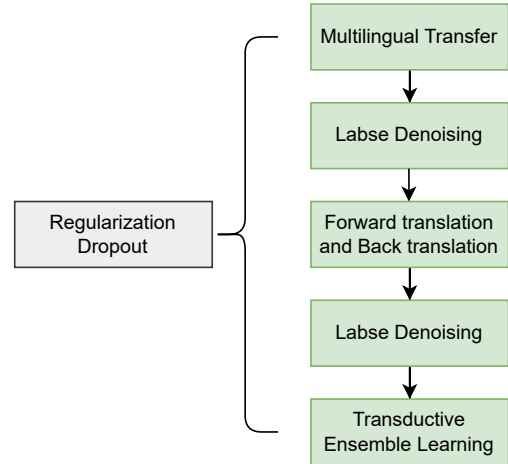 Multilingual Transfer
Labse Denoising
Regularization
Dropout
Forward translation
and Back translation
Labse Denoising
Transductive
Ensemble Learning